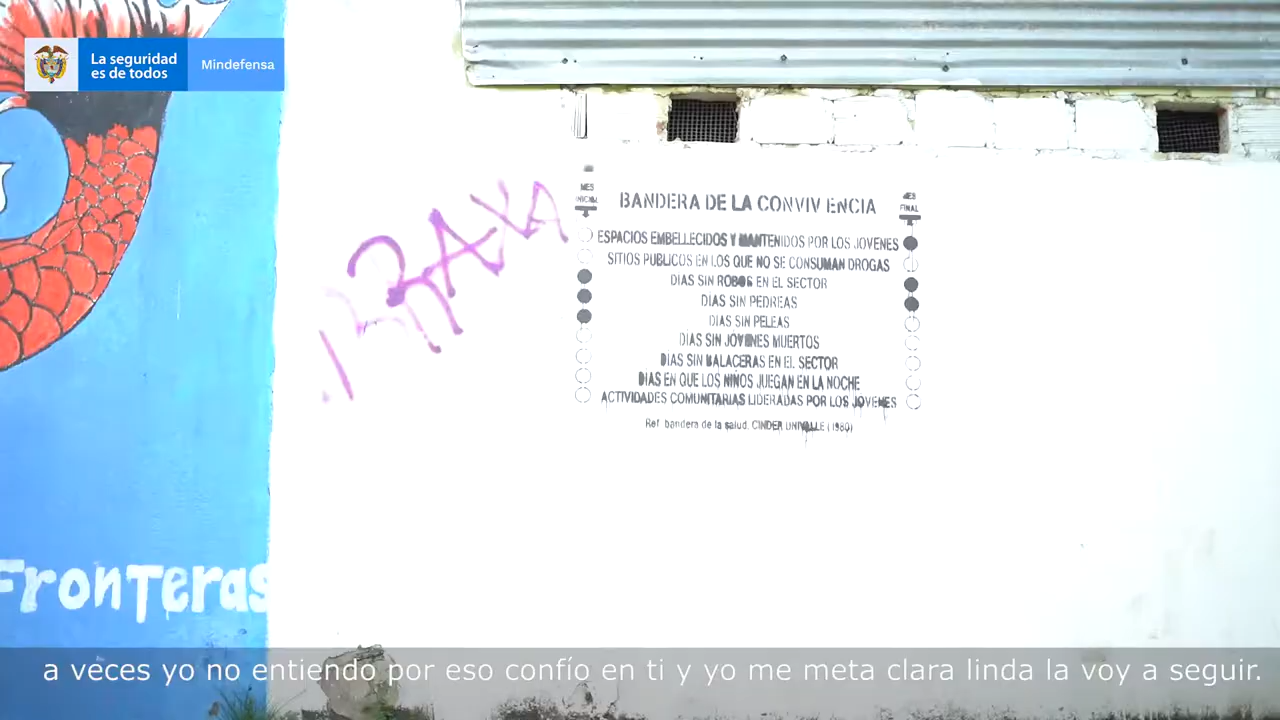 La seguridad
es de todos
Mindefensa
MES
INICIAL
BANDERA DE LA CONVIV ENCIA
MES
FINAL
ESPACIOS EMBELLECIDOS Y MANTENIDOS POR LOS JOVENES
SITIOS PUBLICOS EN LOS QUE NO SE CONSUMAN DROGAS
DIAS SIN ROBOS EN EL SECTOR
DIAS SIN PEDREAS
DIAS SIN PELEAS
DIAS SIN JOVENES MUERTOS
DIAS SIN BALACERAS EN EL SECTOR
DIAS EN QUE LOS NIÑOS JUEGAN EN LA NOCHE
ACTIVIDADES COMUNITARIAS LIDERADAS POR LOS JOVENES
Ref. bandera de la salud. CINDER UNIVALLE (1980)
Fronteras
a veces yo no entiendo por eso confío en ti y yo me meta clara linda la voy a seguir.